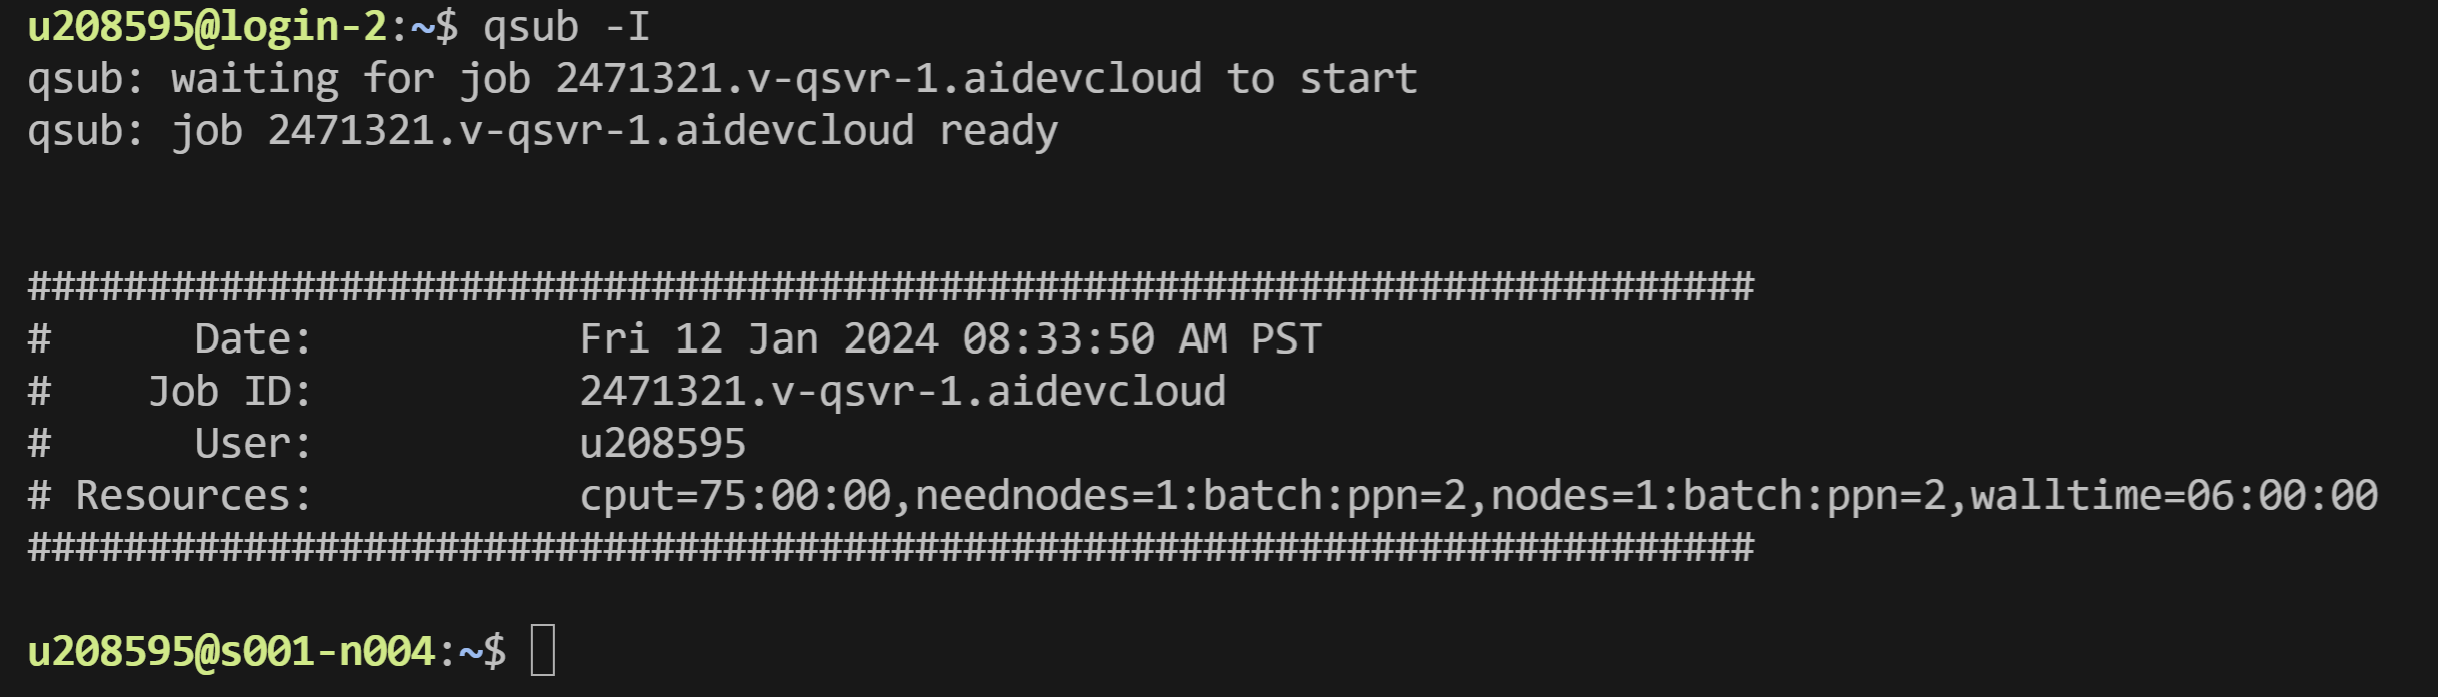 u208595@login-2:~$ qsub -I
qsub: waiting for job 2471321.v-qsvr-1.aidevcloud to start
qsub: job 2471321.v-qsvr-1.aidevcloud ready
########################################################################
#      Date:           Fri 12 Jan 2024 08:33:50 AM PST
#    Job ID:           2471321.v-qsvr-1.aidevcloud
#      User:           u208595
# Resources:           cput=75:00:00,neednodes=1:batch:ppn=2,nodes=1:batch:ppn=2,walltime=06:00:00
########################################################################
u208595@s001-n004:~$